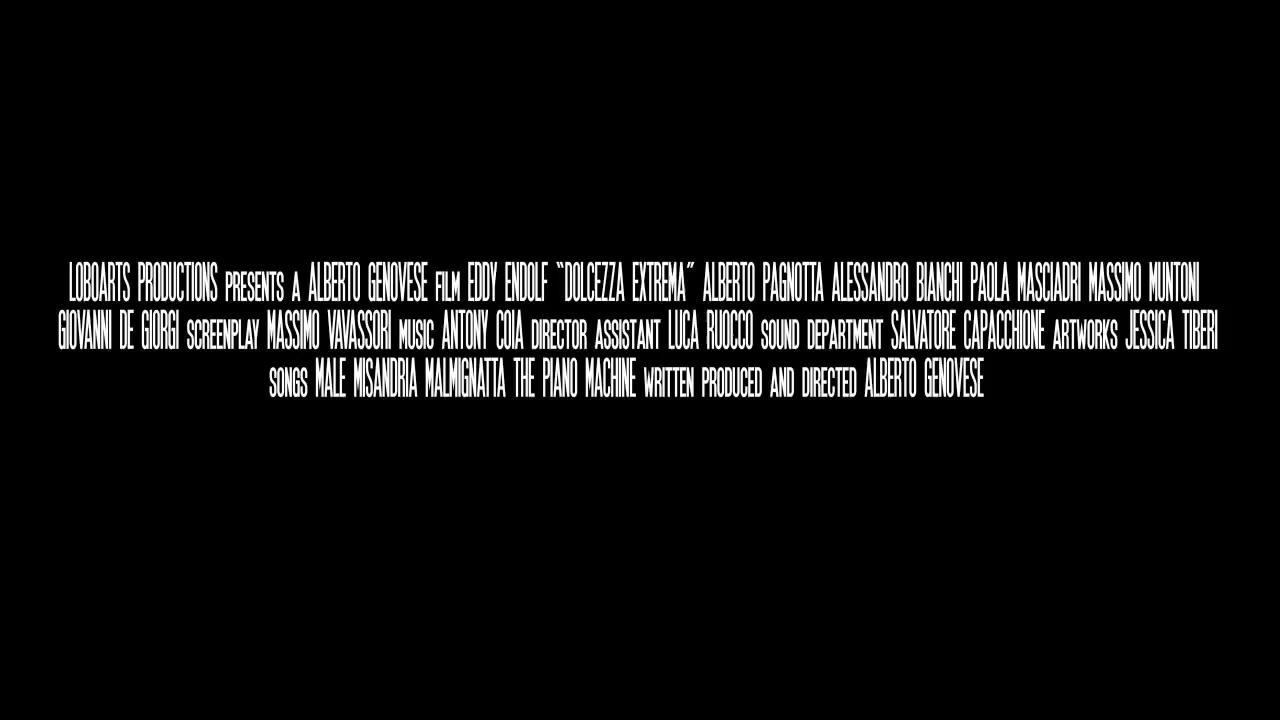 LOBOARTS PRODUCTIONS PRESENTS A ALBERTO GENOVESE FILM EDDY ENDOLF “DOLCEZZA EXTREMA” ALBERTO PAGNOTTA ALESSANDRO BIANCHI PAOLA MASCIADRI MASSIMO MUNTONI
GIOVANNI DE GIORGI SCREENPLAY MASSIMO VAVASSORI MUSIC ANTONY COIA DIRECTOR ASSISTANT LUCA RUOCCO SOUND DEPARTMENT SALVATORE CAPACCHIONE ARTWORKS JESSICA TIBERI
SONGS MALE MISANDRIA MALMIGNATTA THE PIANO MACHINE WRITTEN PRODUCED AND DIRECTED ALBERTO GENOVESE